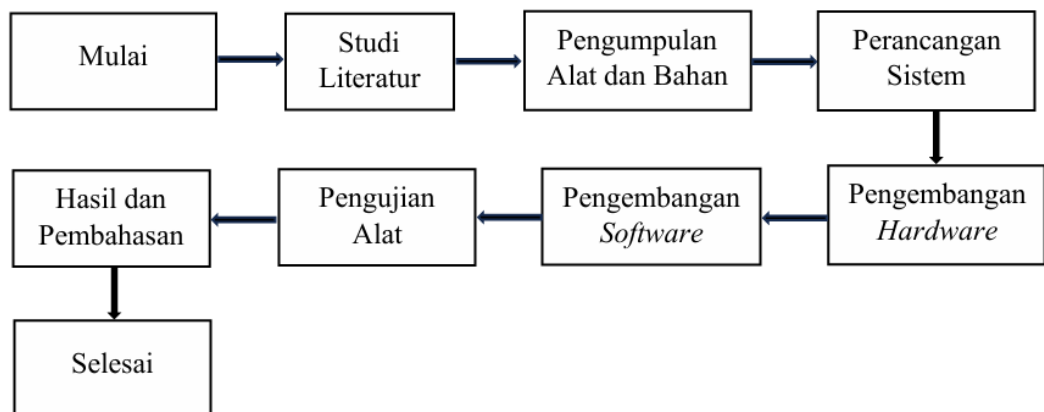 Mulai
Studi
Literatur
Pengumpulan
Alat dan Bahan
Perancangan
Sistem
Pengembangan
Hardware
Pengembangan
Software
Pengujian
Alat
Hasil dan
Pembahasan
Selesai